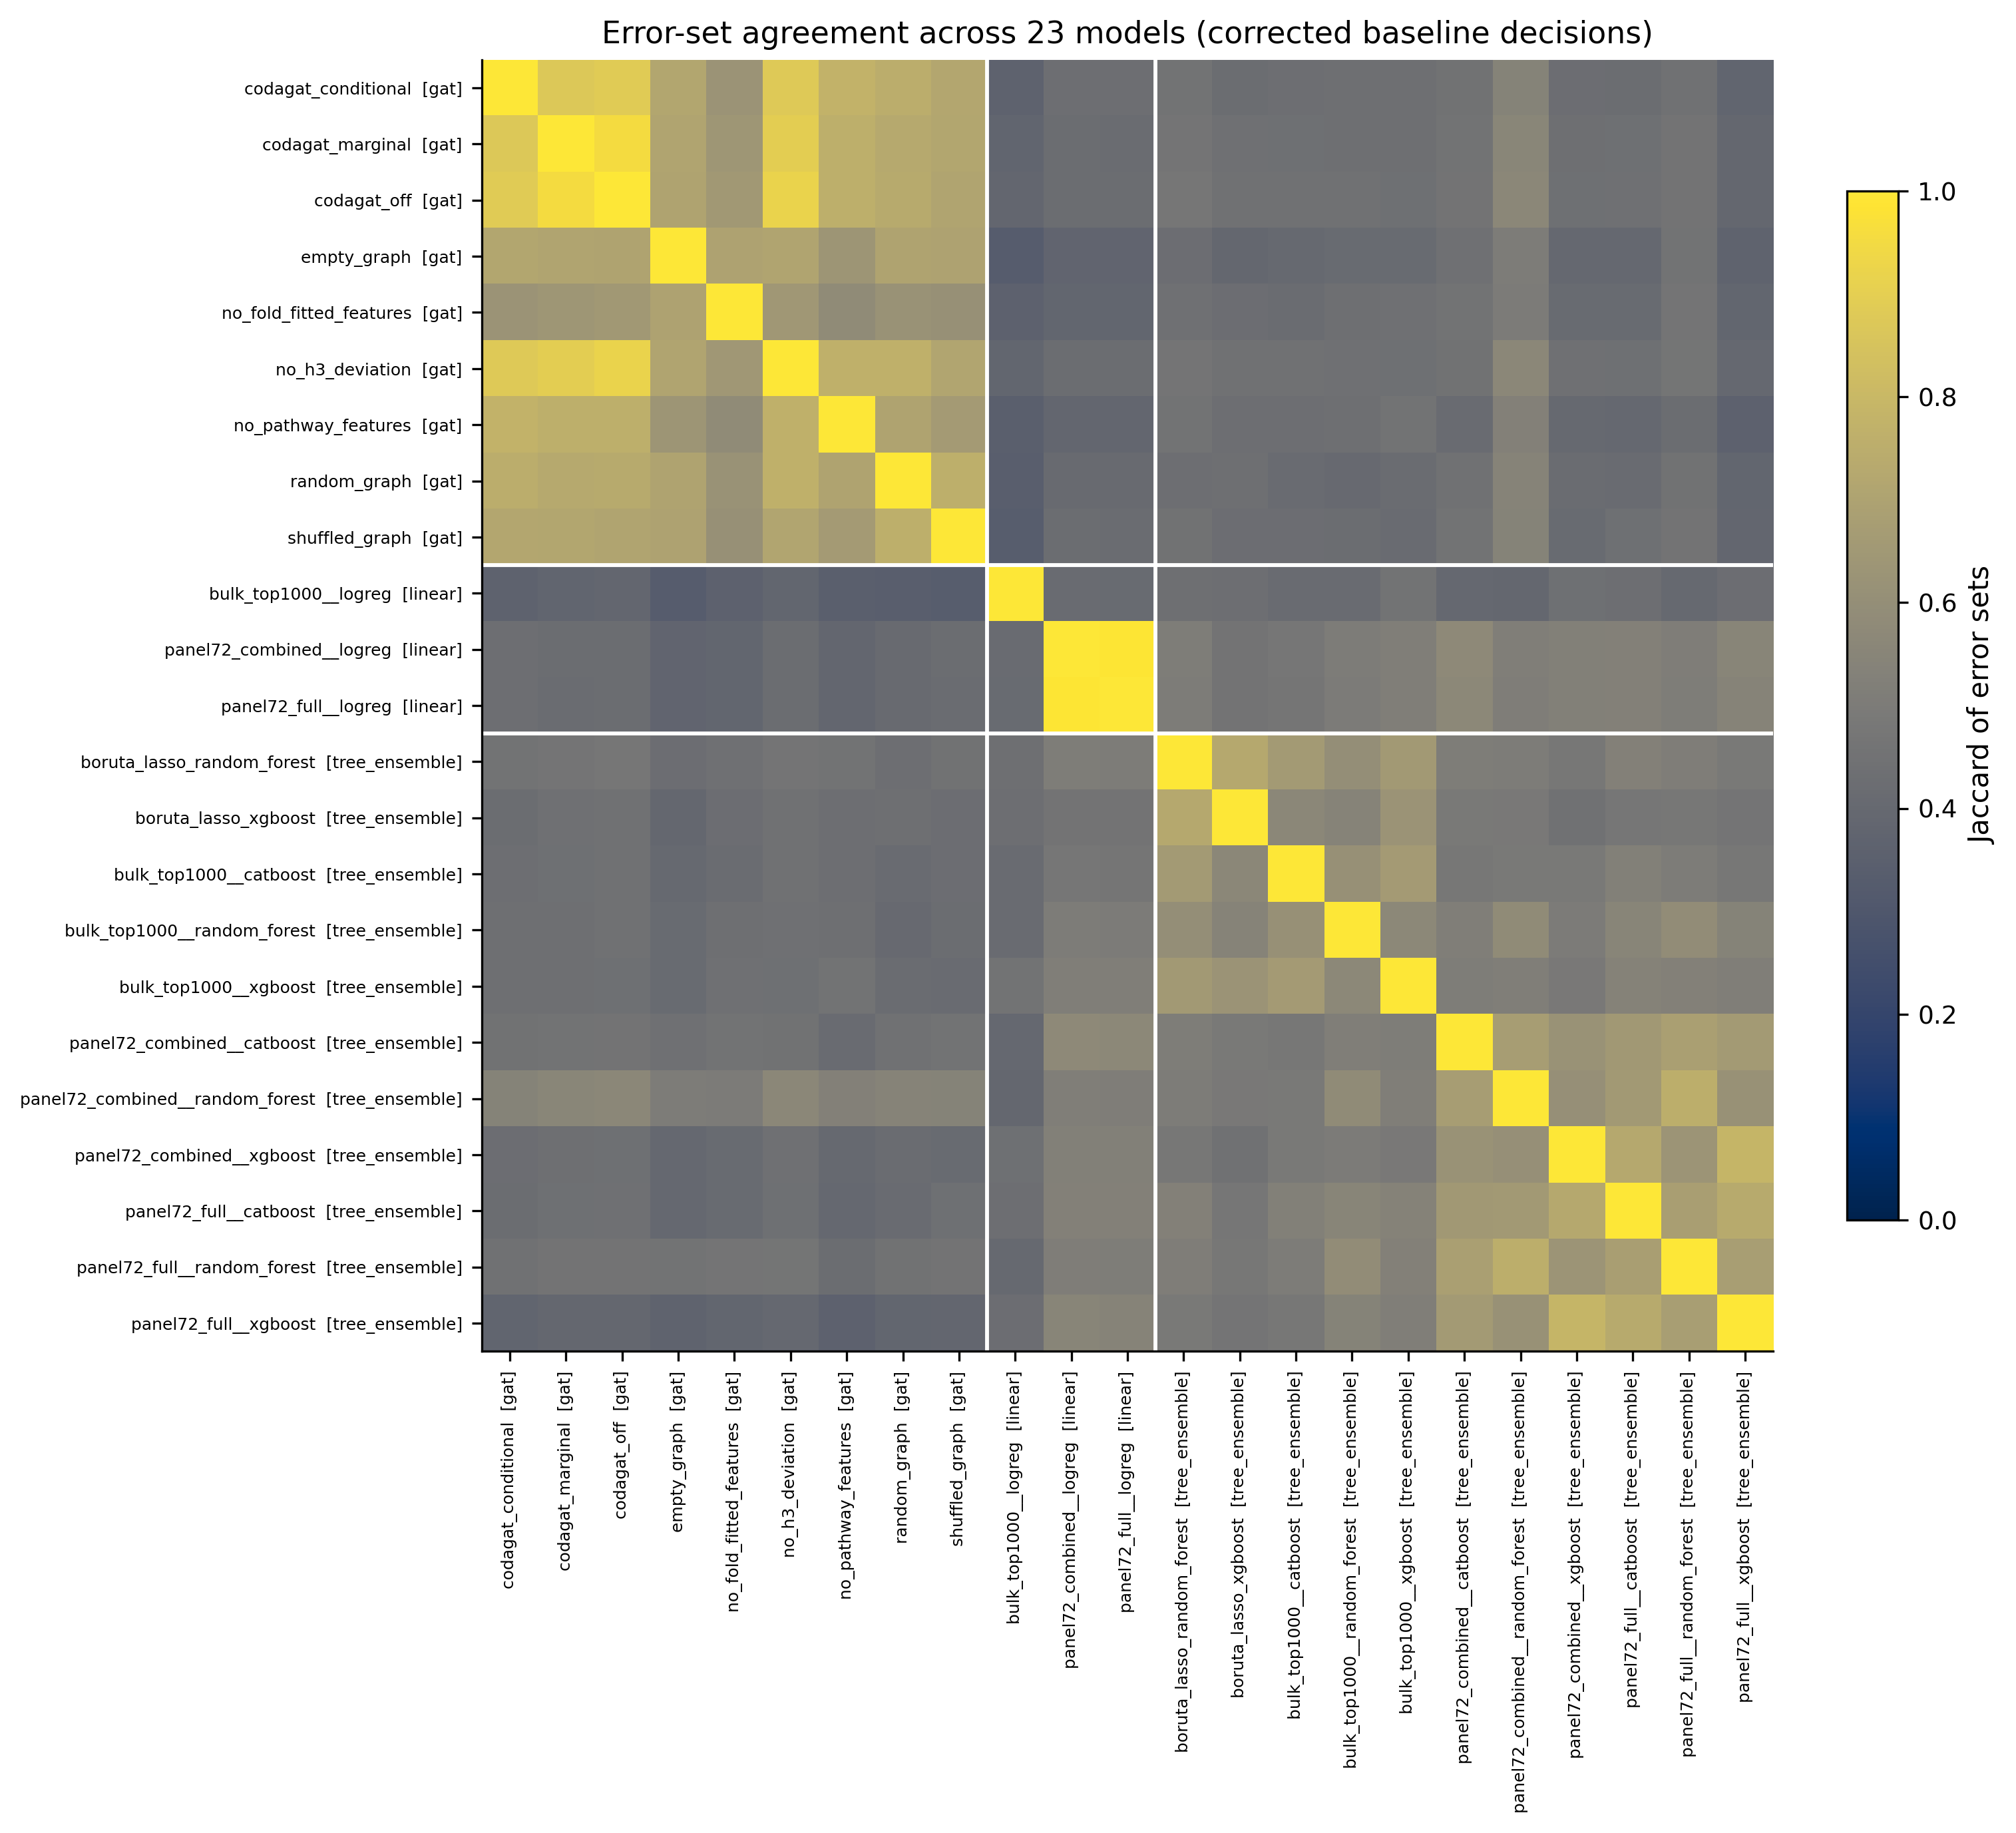 Error-set agreement across 23 models (corrected baseline decisions)
codagat_conditional [gat]
codagat_marginal [gat]
codagat_off [gat]
empty_graph [gat]
no_fold_fitted_features [gat]
no_h3_deviation [gat]
no_pathway_features [gat]
random_graph [gat]
shuffled_graph [gat]
bulk_top1000__logreg [linear]
panel72_combined__logreg [linear]
panel72_full__logreg [linear]
boruta_lasso_random_forest [tree_ensemble]
boruta_lasso_xgboost [tree_ensemble]
bulk_top1000__catboost [tree_ensemble]
bulk_top1000__random_forest [tree_ensemble]
bulk_top1000__xgboost [tree_ensemble]
panel72_combined__catboost [tree_ensemble]
panel72_combined__random_forest [tree_ensemble]
panel72_combined__xgboost [tree_ensemble]
panel72_full__catboost [tree_ensemble]
panel72_full__random_forest [tree_ensemble]
panel72_full__xgboost [tree_ensemble]
codagat_conditional [gat]
codagat_marginal [gat]
codagat_off [gat]
empty_graph [gat]
no_fold_fitted_features [gat]
no_h3_deviation [gat]
no_pathway_features [gat]
random_graph [gat]
shuffled_graph [gat]
bulk_top1000__logreg [linear]
panel72_combined__logreg [linear]
panel72_full__logreg [linear]
boruta_lasso_random_forest [tree_ensemble]
boruta_lasso_xgboost [tree_ensemble]
bulk_top1000__catboost [tree_ensemble]
bulk_top1000__random_forest [tree_ensemble]
bulk_top1000__xgboost [tree_ensemble]
panel72_combined__catboost [tree_ensemble]
panel72_combined__random_forest [tree_ensemble]
panel72_combined__xgboost [tree_ensemble]
panel72_full__catboost [tree_ensemble]
panel72_full__random_forest [tree_ensemble]
panel72_full__xgboost [tree_ensemble]
1.0
0.8
0.6
0.4
0.2
0.0
Jaccard of error sets